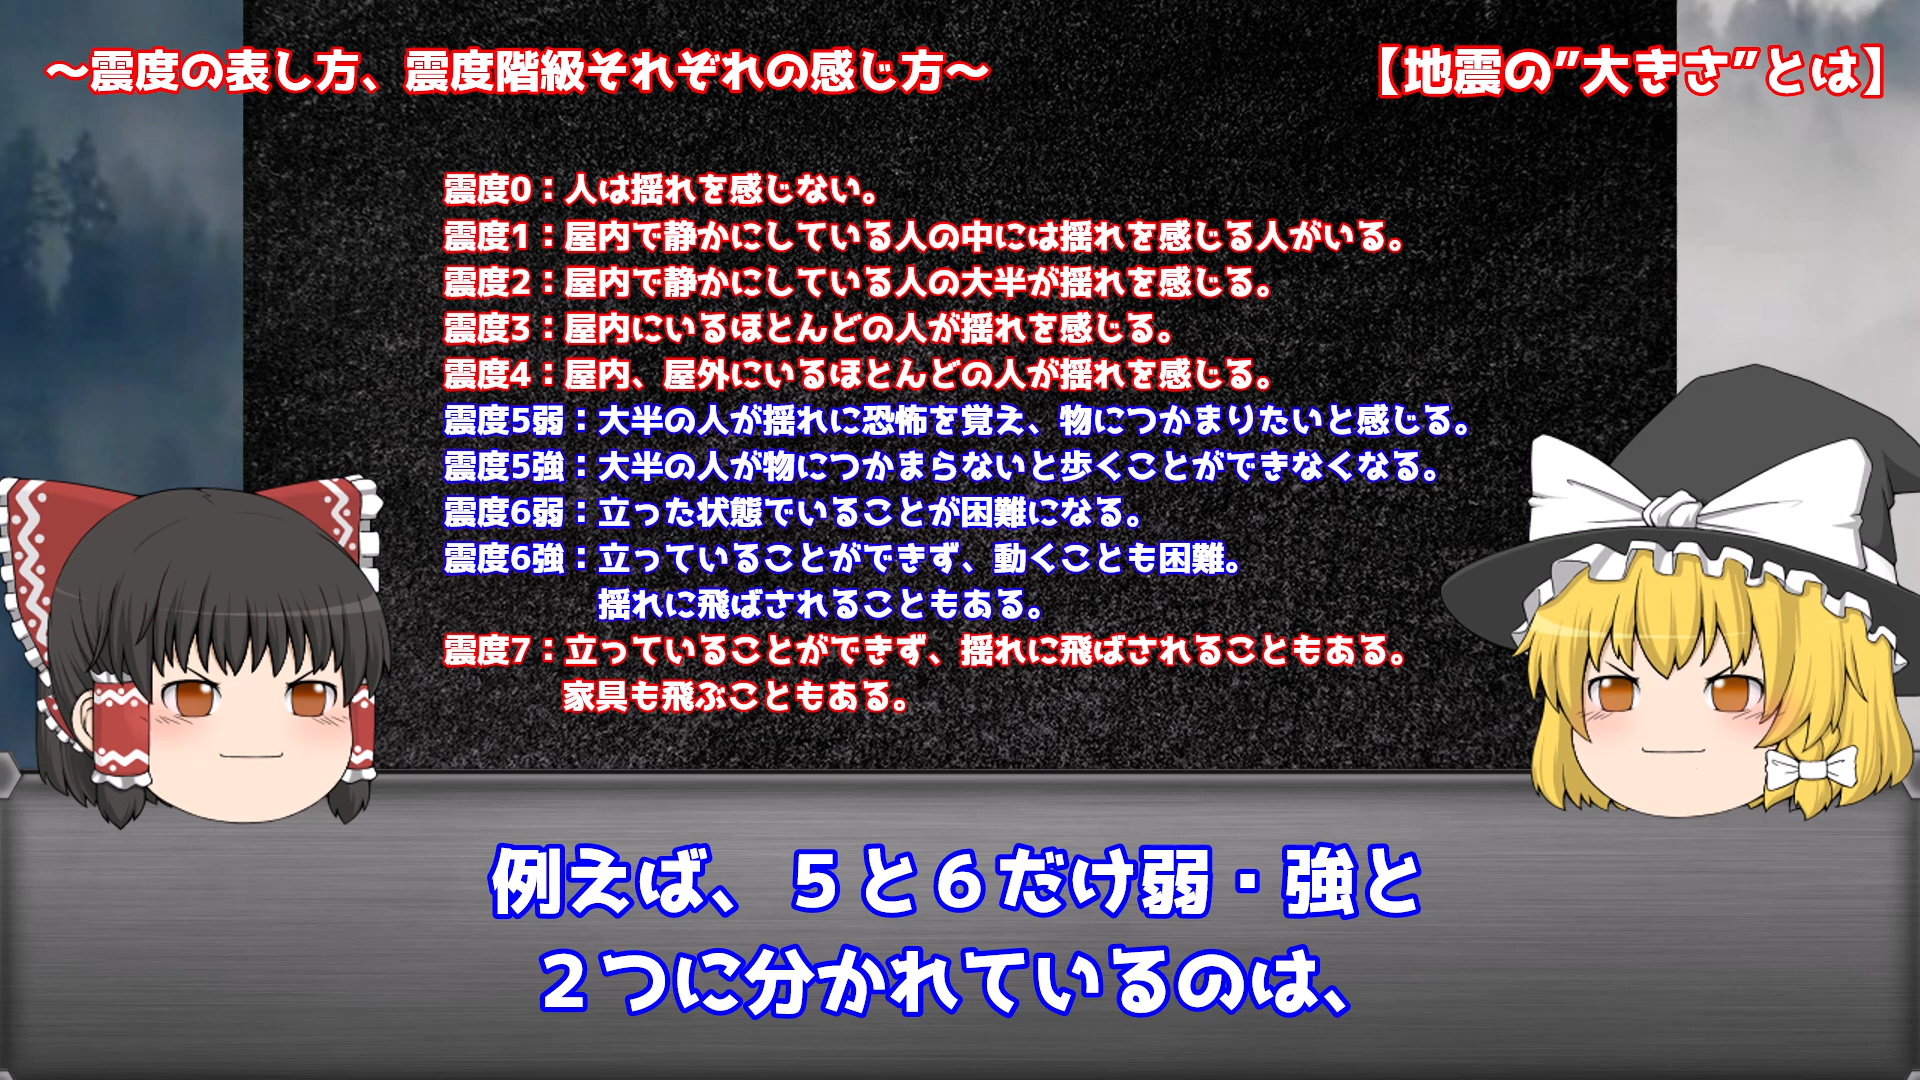 ～震度の表し方、震度階級それぞれの感じ方～
【地震の”大きさ”とは】
震度0：人は揺れを感じない。
震度1：屋内で静かにしている人の中には揺れを感じる人がいる。
震度2：屋内で静かにしている人の大半が揺れを感じる。
震度3：屋内にいるほとんどの人が揺れを感じる。
震度4：屋内、屋外にいるほとんどの人が揺れを感じる。
震度5弱：大半の人が揺れに恐怖を覚え、物につかまりたいと感じる。
震度5強：大半の人が物につかまらないと歩くことができなくなる。
震度6弱：立った状態でいることが困難になる。
震度6強：立っていることができず、動くことも困難。
揺れに飛ばされることもある。
震度7：立っていることができず、揺れに飛ばされることもある。
家具も飛ぶこともある。
例えば、５と６だけ弱・強と
２つに分かれているのは、